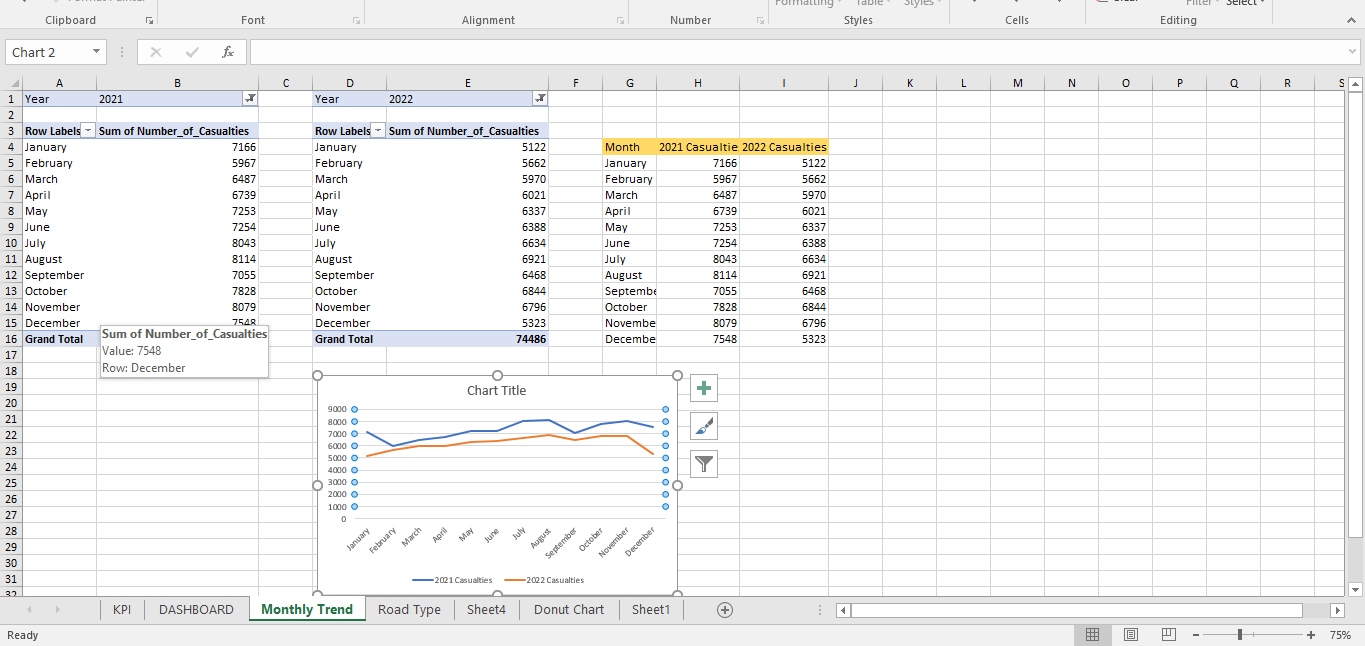 Clipboard Font Alignment Number Styles Cells Editing
Chart 2 fx
A B C D E F G H I J K L M N O P Q R S
1 Year 2021 Year 2022
2
3 Row Labels Sum of Number_of_Casualties Row Labels Sum of Number_of_Casualties
4 January 7166 January 5122 Month 2021 Casualtie 2022 Casualties
5 February 5967 February 5662 January 7166 5122
6 March 6487 March 5970 February 5967 5662
7 April 6739 April 6021 March 6487 5970
8 May 7253 May 6337 April 6739 6021
9 June 7254 June 6388 May 7253 6337
10 July 8043 July 6634 June 7254 6388
11 August 8114 August 6921 July 8043 6634
12 September 7055 September 6468 August 8114 6921
13 October 7828 October 6844 Septembe 7055 6468
14 November 8079 November 6796 October 7828 6844
15 December 7548 December 5323 Novembe 8079 6796
16 Grand Total Grand Total 74486 Decembe 7548 5323
Sum of Number_of_Casualties
Value: 7548
Row: December
17
18
19
20
21
22
23
24
25
26
27
28
29
30
31
32
Chart Title
9000
8000
7000
6000
5000
4000
3000
2000
1000
0
January February March April May June July August September October November December
2021 Casualties 2022 Casualties
KPI DASHBOARD Monthly Trend Road Type Sheet4 Donut Chart Sheet1
Ready 75%